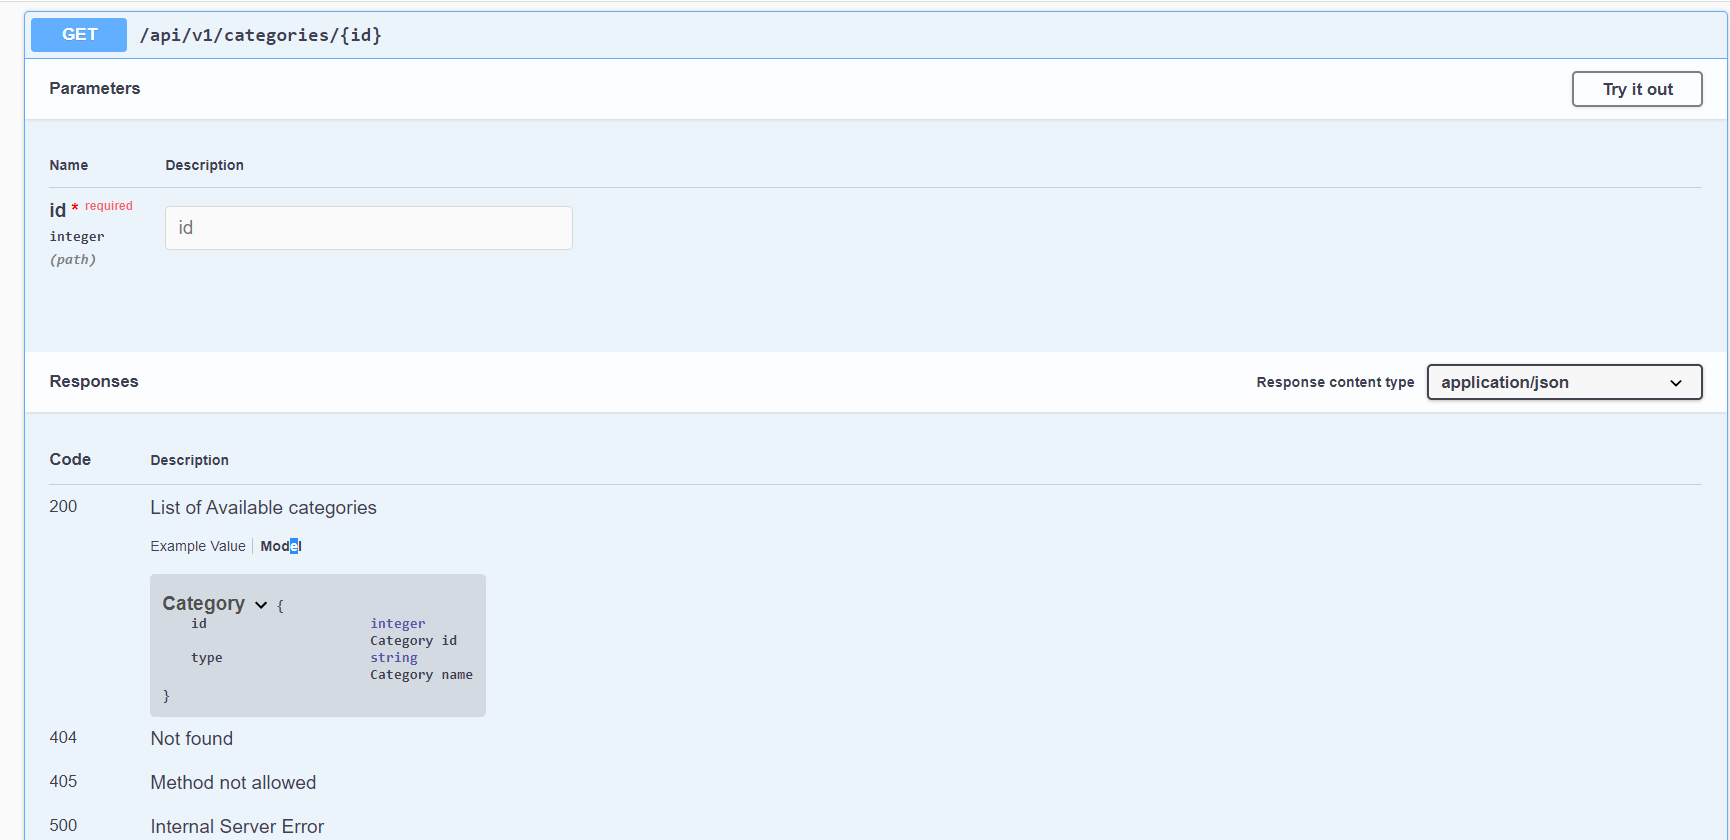 GET /api/v1/categories/{id}
Parameters Try it out
Name Description
id * required id
integer
(path)
Responses Response content type application/json
Code Description
200 List of Available categories
Example Value Model
Category {
id integer
Category id
type string
Category name
}
404 Not found
405 Method not allowed
500 Internal Server Error